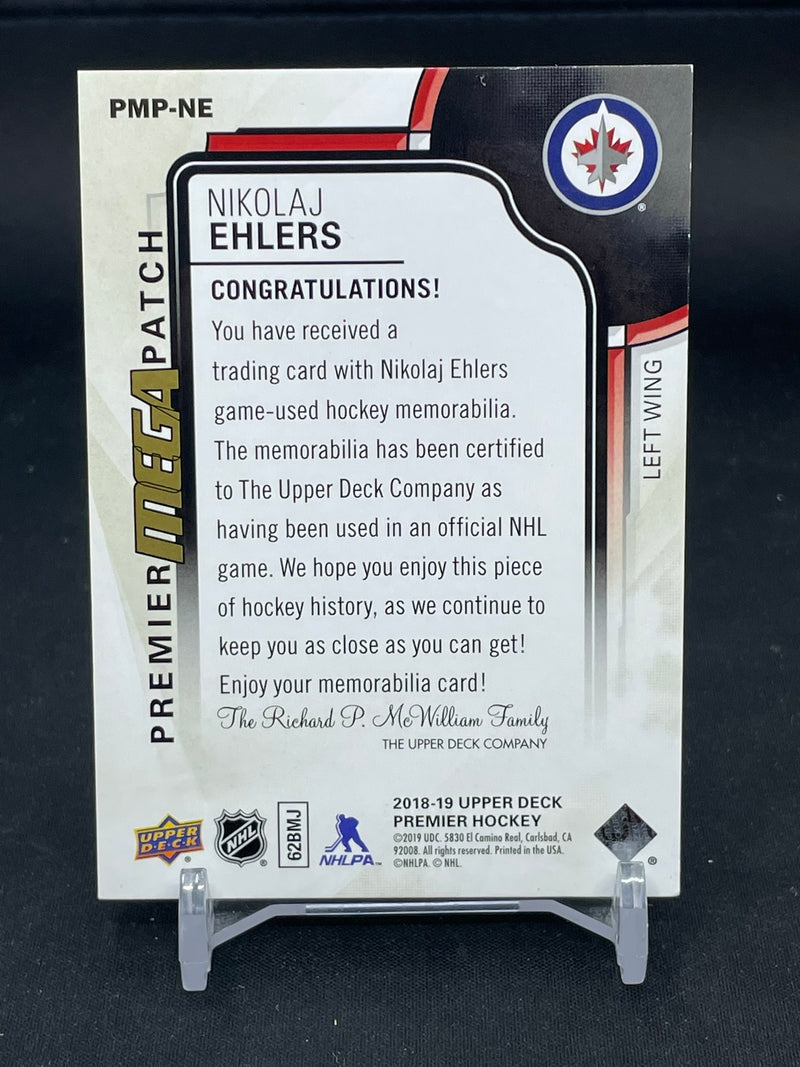 PMP-NE
NIKOLAJ
EHLERS
PREMIER MEGA PATCH
CONGRATULATIONS!
You have received a
trading card with Nikolaj Ehlers
game-used hockey memorabilia.
The memorabilia has been certified
to The Upper Deck Company as
having been used in an official NHL
game. We hope you enjoy this piece
of hockey history, as we continue to
keep you as close as you can get!
Enjoy your memorabilia card!
The Richard P. McWilliam Family
THE UPPER DECK COMPANY
LEFT WING
UPPER
DECK
®
NHL
®
62BMJ
NHLPA™
2018-19 UPPER DECK
PREMIER HOCKEY
©2019 UDC. 5830 El Camino Real, Carlsbad, CA
92008. All rights reserved. Printed in the USA.
©NHLPA. © NHL.
®
®